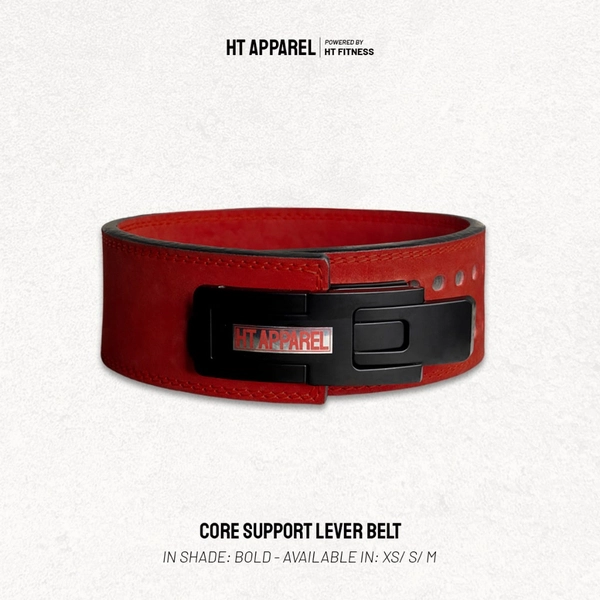 HT APPAREL
POWERED BY
HT FITNESS
HT APPAREL
CORE SUPPORT LEVER BELT
IN SHADE: BOLD - AVAILABLE IN: XS/ S/ M